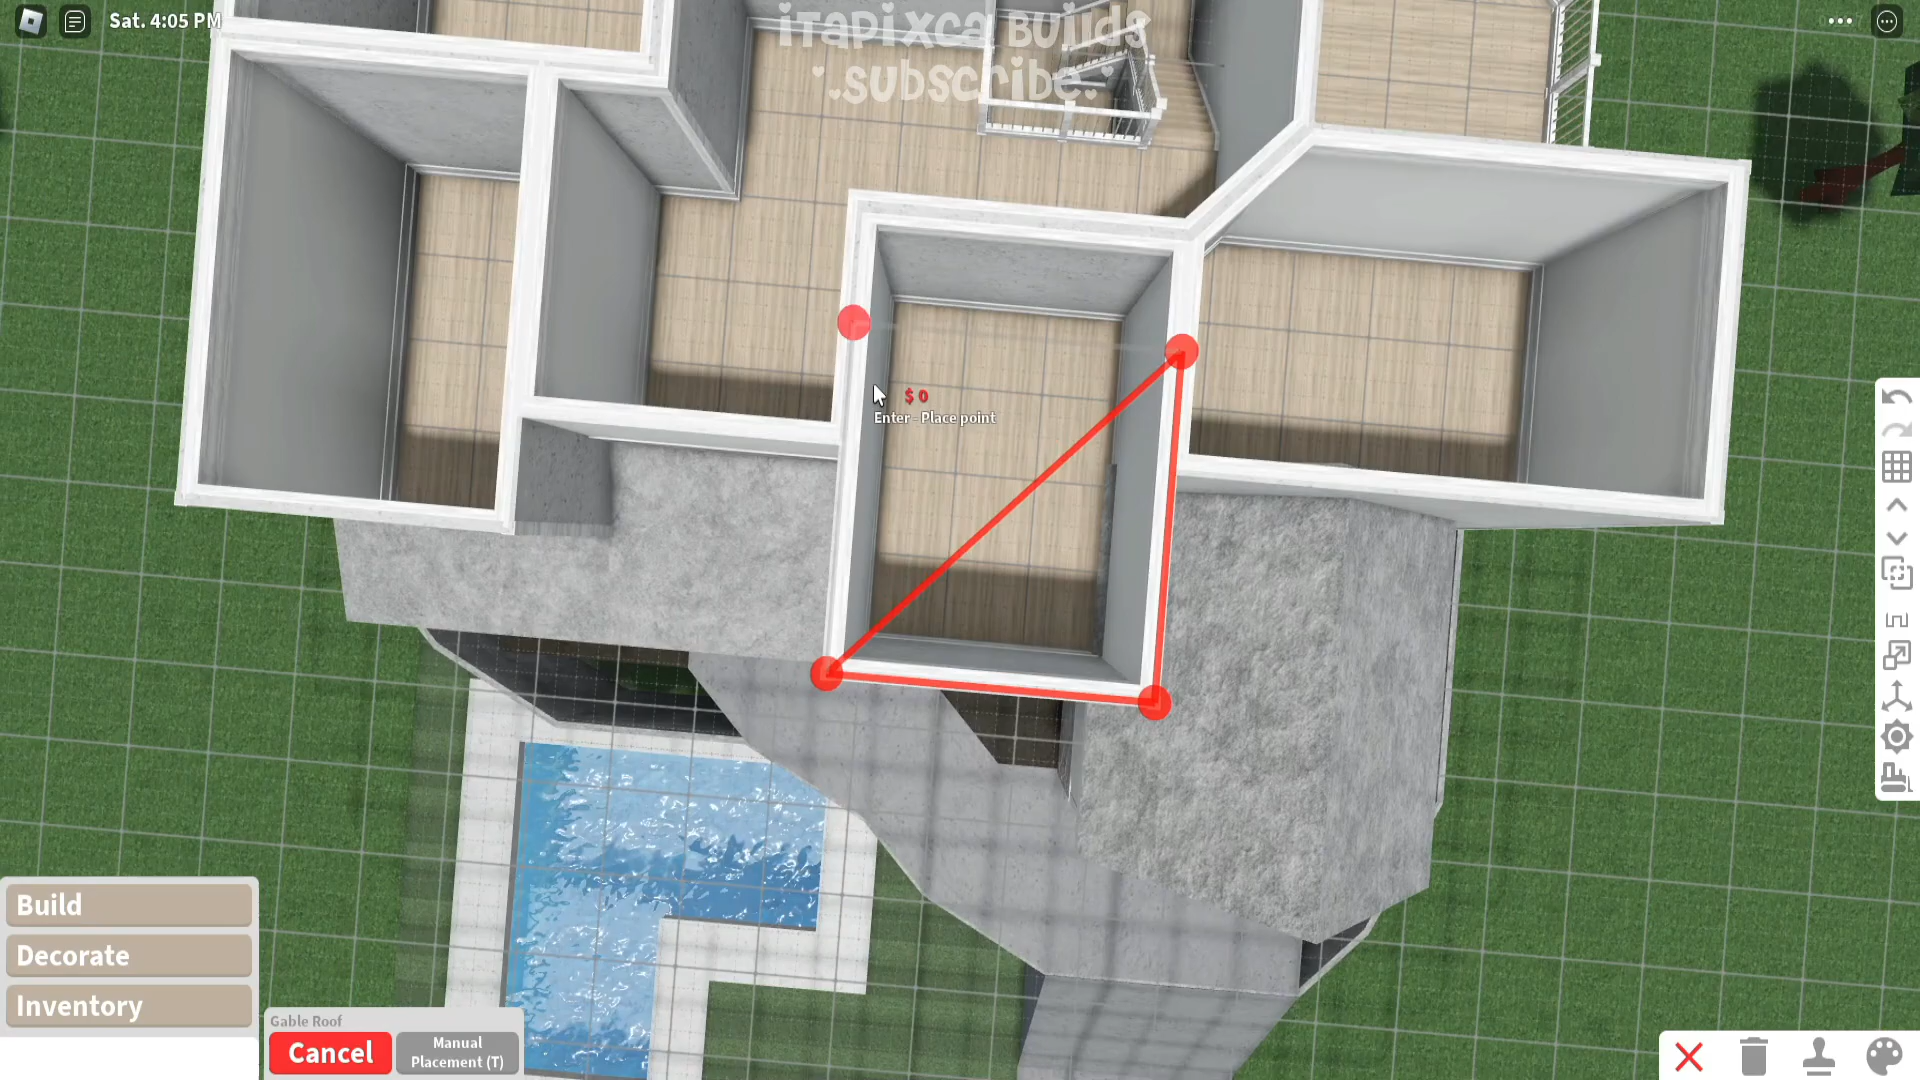 Sat. 4:05 PM
iTapixca Builds
subscribe
$ 0
Enter - Place point
Build
Decorate
Inventory
Gable Roof
Cancel
Manual
Placement (T)